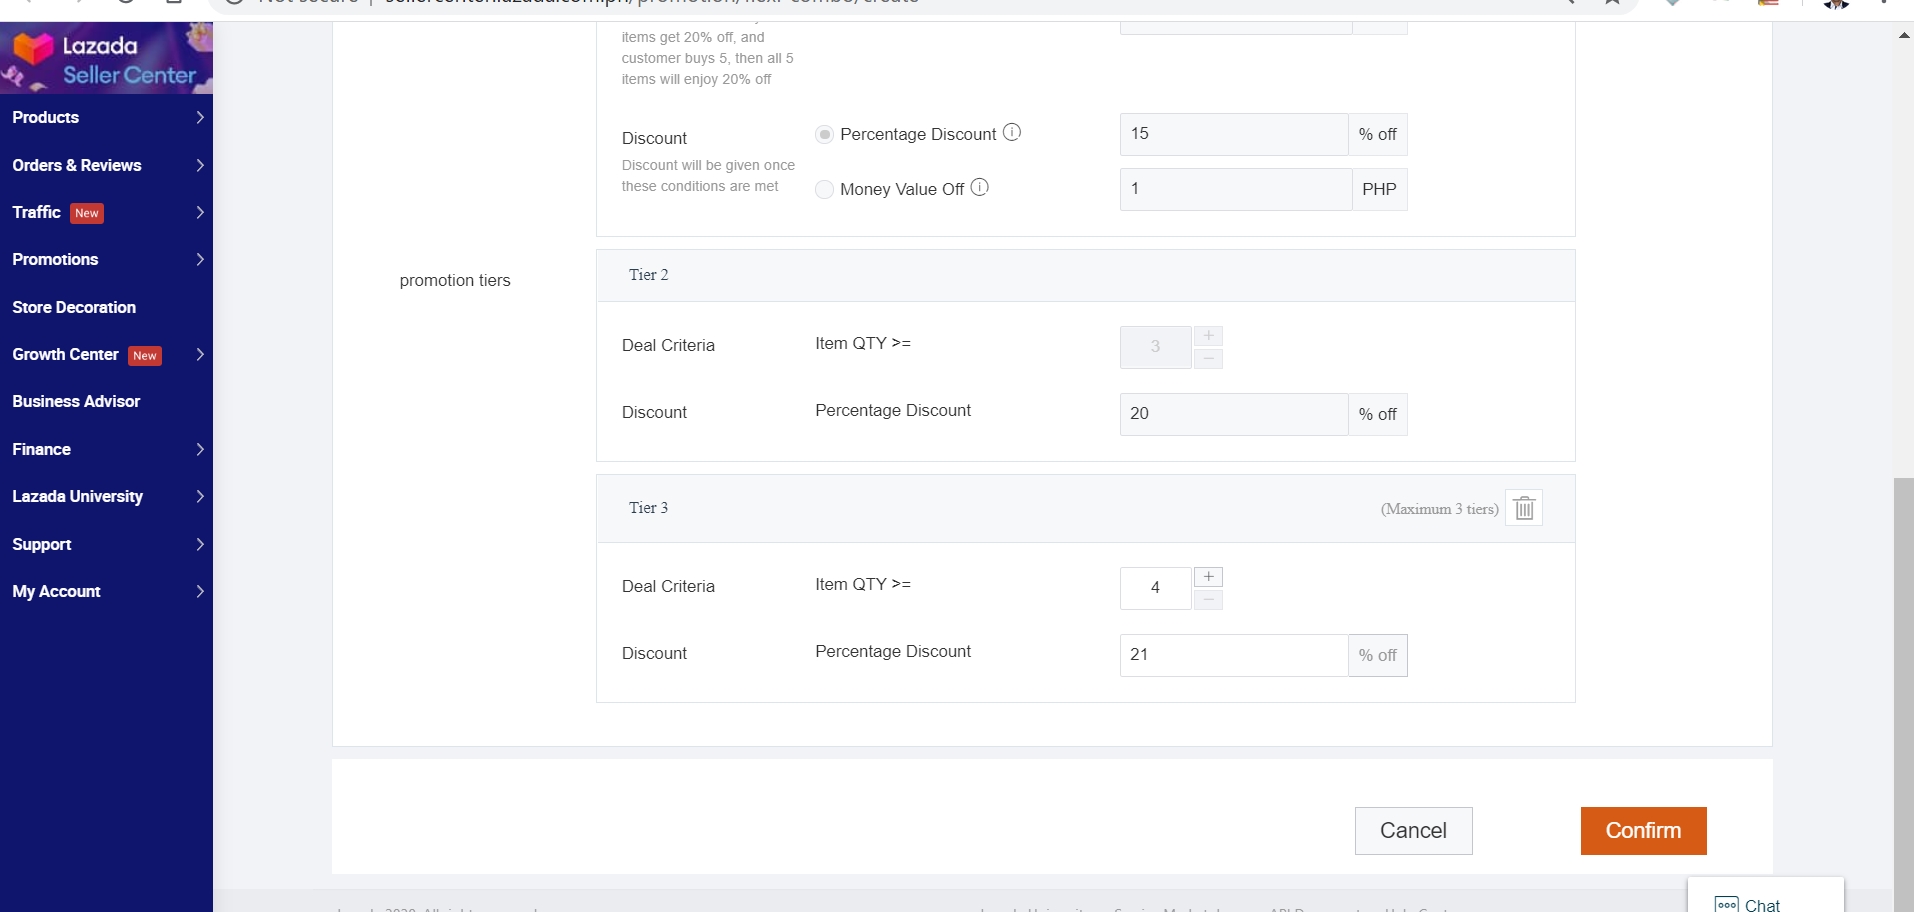 Lazada
Seller Center
Products
Orders & Reviews
Traffic New
Promotions
Store Decoration
Growth Center New
Business Advisor
Finance
Lazada University
Support
My Account
items get 20% off, and
customer buys 5, then all 5
items will enjoy 20% off
Discount
Discount will be given once
these conditions are met
Percentage Discount
15 % off
Money Value Off
1 PHP
promotion tiers
Tier 2
Deal Criteria Item QTY >= 3 + −
Discount Percentage Discount 20 % off
Tier 3 (Maximum 3 tiers)
Deal Criteria Item QTY >= 4 + −
Discount Percentage Discount 21 % off
Cancel Confirm
Chat